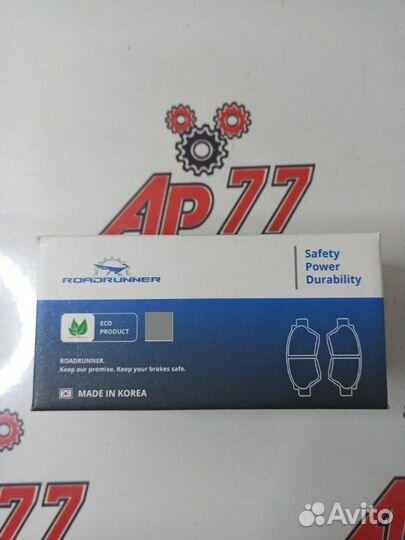 AP 77
ROADRUNNER
ECO
PRODUCT
Safety
Power
Durability
ROADRUNNER.
Keep our promise. Keep your brakes safe.
MADE IN KOREA
77
AP
Avito